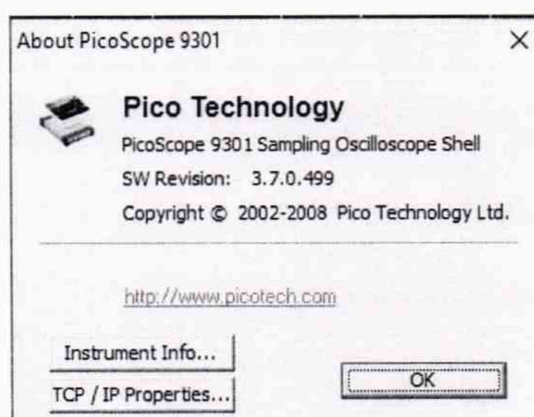 About PicoScope 9301
Pico Technology
PicoScope 9301 Sampling Oscilloscope Shell
SW Revision: 3.7.0.499
Copyright © 2002-2008 Pico Technology Ltd.
http://www.picotech.com
Instrument Info...
OK
TCP / IP Properties...